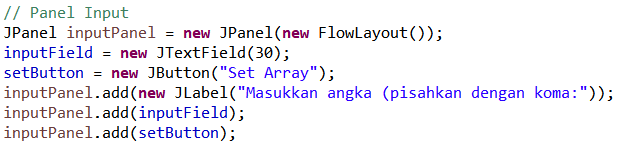 // Panel Input
JPanel inputPanel = new JPanel(new FlowLayout());
inputField = new JTextField(30);
setButton = new JButton("Set Array");
inputPanel.add(new JLabel("Masukkan angka (pisahkan dengan koma:"));
inputPanel.add(inputField);
inputPanel.add(setButton);